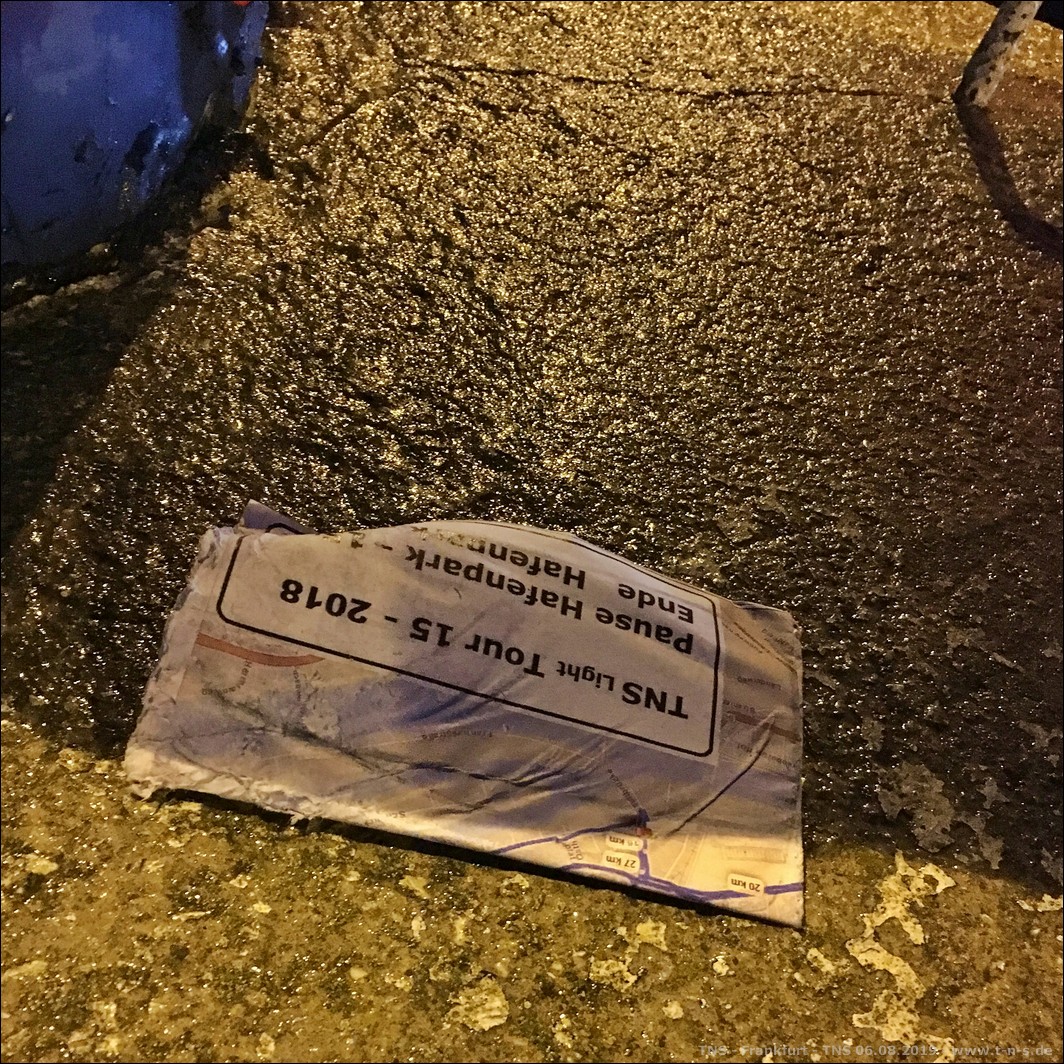 TNS Light Tour 15 - 2018
Pause Hafenpark -
Ende Hafenpark
27 km
20 km
TNS - Frankfurt - TNS 06.08.2019 - www.t-n-s.de